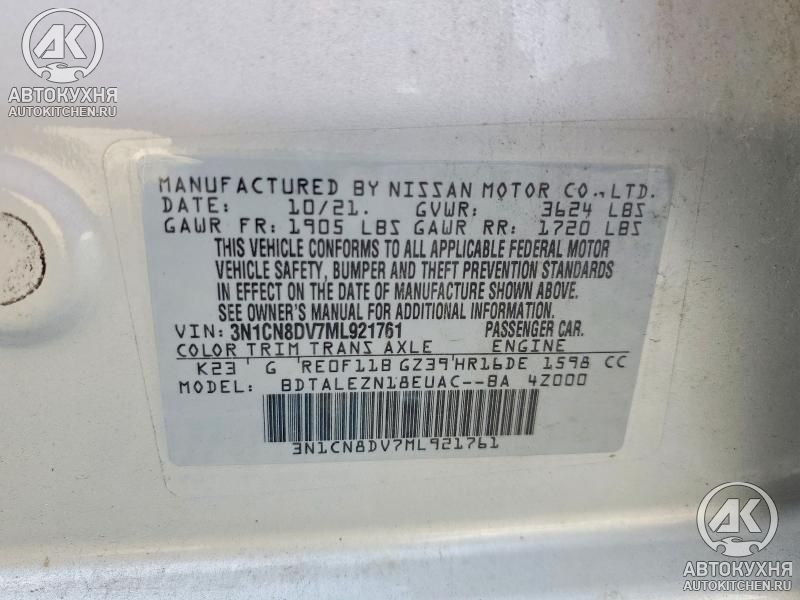 AK
АВТОКУХНЯ
AUTOKITCHEN.RU
MANUFACTURED BY NISSAN MOTOR CO., LTD.
DATE: 10/21. GVWR: 3624 LBS
GAWR FR: 1905 LBS GAWR RR: 1720 LBS
THIS VEHICLE CONFORMS TO ALL APPLICABLE FEDERAL MOTOR
VEHICLE SAFETY, BUMPER AND THEFT PREVENTION STANDARDS
IN EFFECT ON THE DATE OF MANUFACTURE SHOWN ABOVE.
SEE OWNER'S MANUAL FOR ADDITIONAL INFORMATION.
VIN: 3N1CN8DV7ML921761 PASSENGER CAR.
COLOR TRIM TRANS AXLE ENGINE
K23 G RE0F11B GZ39 HR16DE 1598 CC
MODEL: BDTALEZN18EUAC--BA 4Z000
3N1CN8DV7ML921761
AK
АВТОКУХНЯ
AUTOKITCHEN.RU